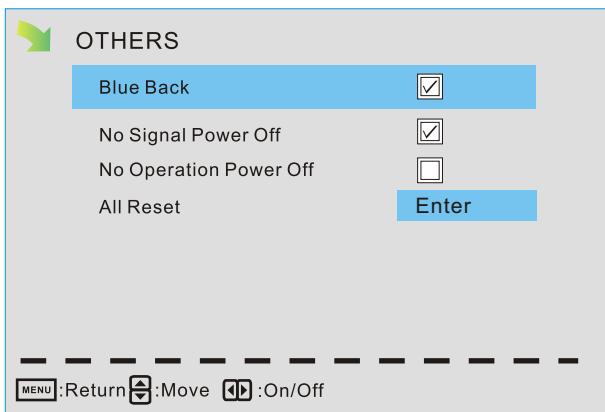 OTHERS
Blue Back
No Signal Power Off
No Operation Power Off
All Reset Enter
MENU:Return :Move :On/Off